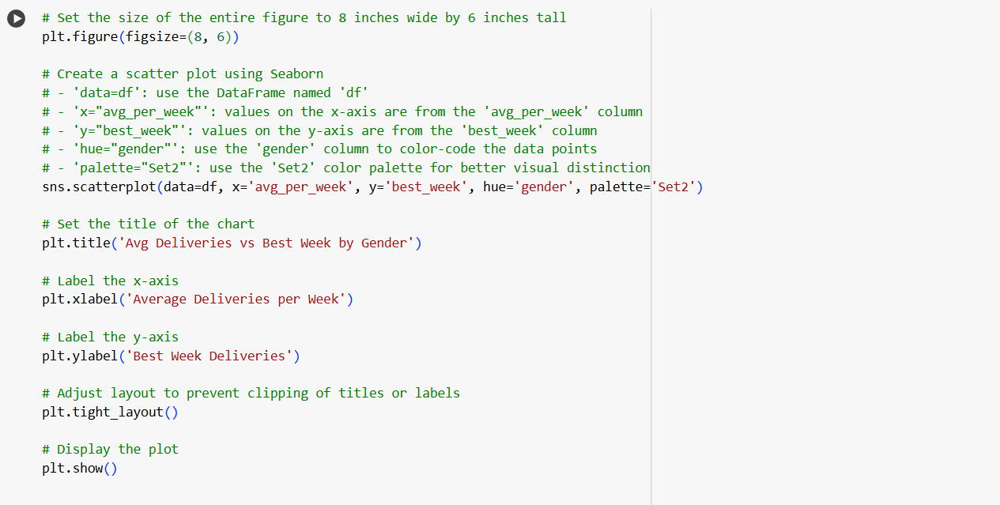 # Set the size of the entire figure to 8 inches wide by 6 inches tall
plt.figure(figsize=(8, 6))
# Create a scatter plot using Seaborn
# - 'data=df': use the DataFrame named 'df'
# - 'x="avg_per_week"': values on the x-axis are from the 'avg_per_week' column
# - 'y="best_week"': values on the y-axis are from the 'best_week' column
# - 'hue="gender"': use the 'gender' column to color-code the data points
# - 'palette="Set2"': use the 'Set2' color palette for better visual distinction
sns.scatterplot(data=df, x='avg_per_week', y='best_week', hue='gender', palette='Set2')
# Set the title of the chart
plt.title('Avg Deliveries vs Best Week by Gender')
# Label the x-axis
plt.xlabel('Average Deliveries per Week')
# Label the y-axis
plt.ylabel('Best Week Deliveries')
# Adjust layout to prevent clipping of titles or labels
plt.tight_layout()
# Display the plot
plt.show()